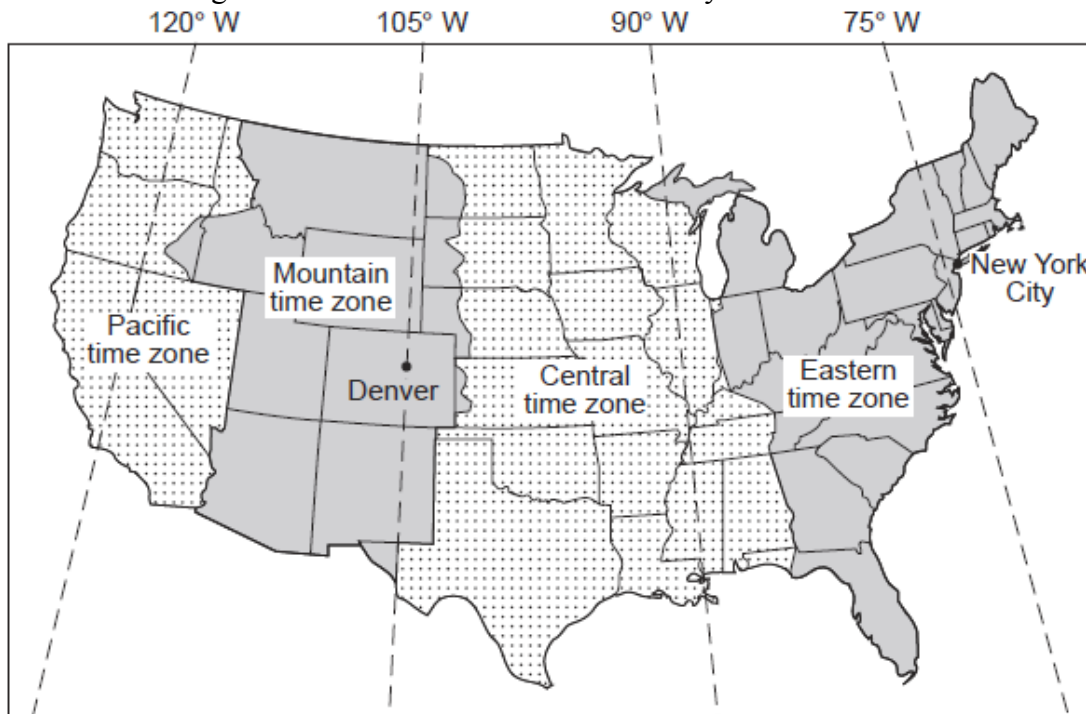 120° W
105° W
90° W
75° W
New York
City
Mountain
time zone
Pacific
time zone
Denver
Central
time zone
Eastern
time zone